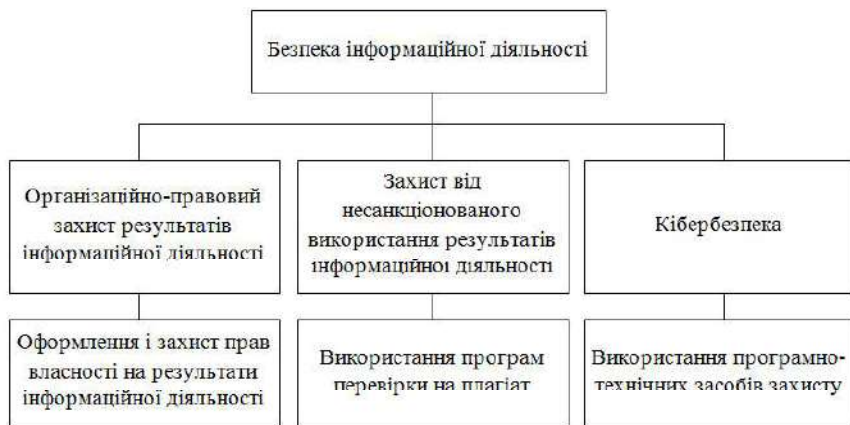 Безпека інформаційної діяльності
Організаційно-правовий
захист результатів
інформаційної діяльності
Захист від
несанкціонованого
використання результатів
інформаційної діяльності
Кібербезпека
Оформлення і захист прав
власності на результати
інформаційної діяльності
Використання програм
перевірки на плагіат
Використання програмно-
технічних засобів захисту